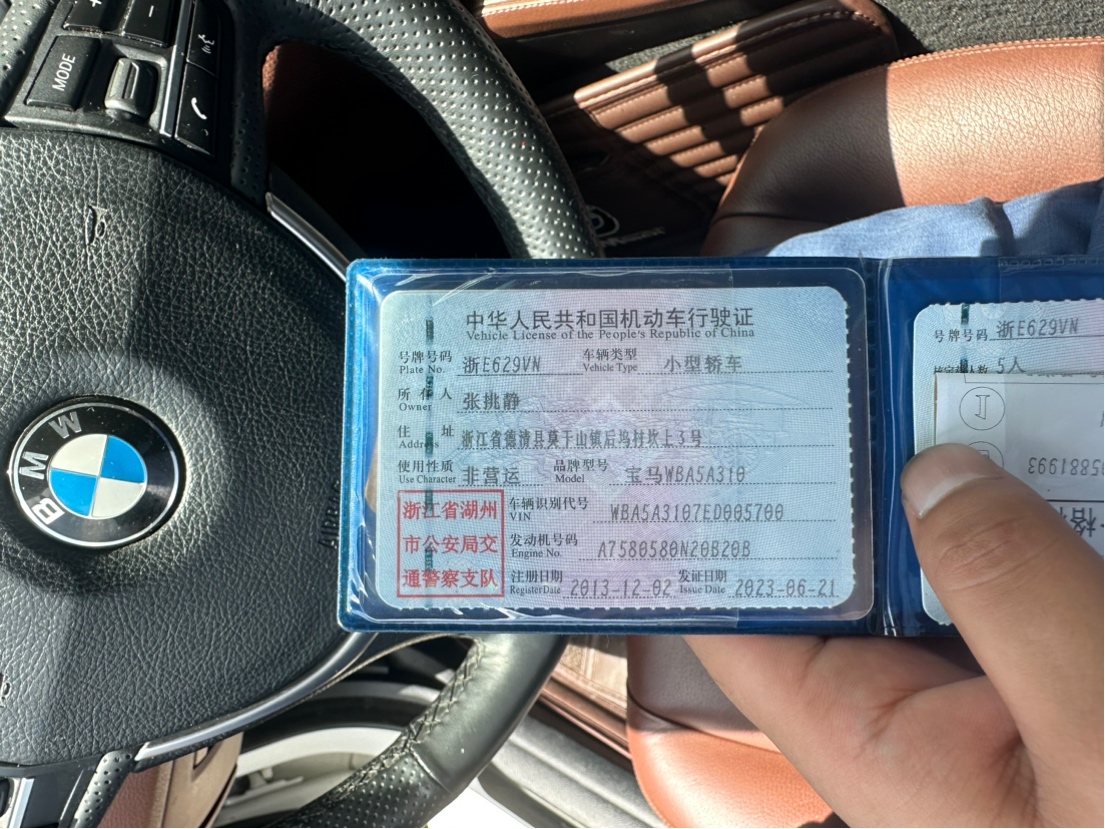 +
-
MODE
BMW
中华人民共和国机动车行驶证
Vehicle License of the People's Republic of China
号牌号码 浙E629VN 车辆类型 小型轿车
Plate No. Vehicle Type
所有人 张挑静
Owner
住址 浙江省德清县莫干山镇后坞村坎上3号
Address
使用性质 非营运 品牌型号 宝马WBA5A310
Use Character Model
浙江省湖州
市公安局交
通警察支队
车辆识别代号 WBA5A3107ED005700
VIN
发动机号码 A7580580N20B20B
Engine No.
注册日期 2013-12-02 发证日期 2023-06-21
Register Date Issue Date
号牌号码 浙E629VN
核定载人数 5人
5881993